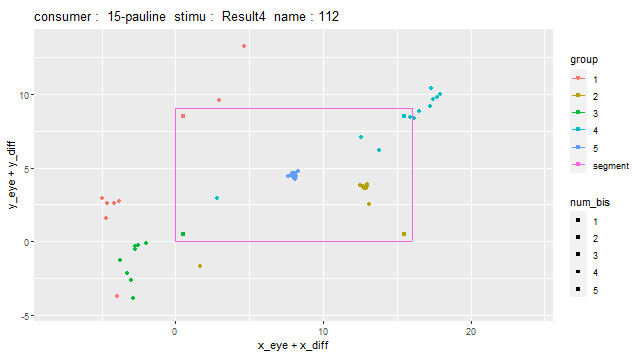 consumer : 15-pauline stimu : Result4 name : 112
10
5
0
-5
y_eye + y_diff
0
10
20
x_eye + x_diff
group
1
2
3
4
5
segment
num_bis
1
2
3
4
5